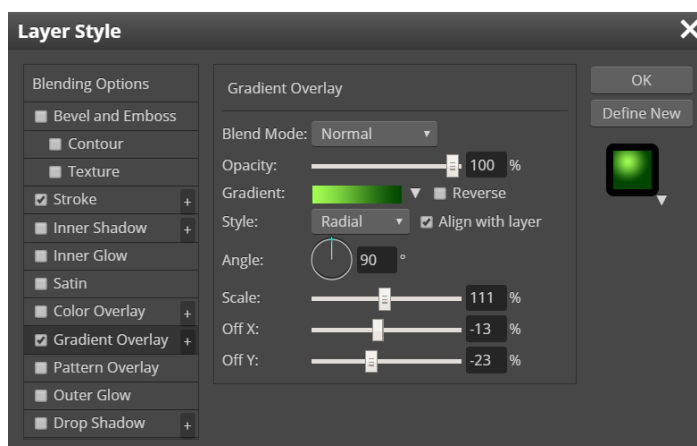 Layer Style
Blending Options
Bevel and Emboss
Contour
Texture
Stroke +
Inner Shadow +
Inner Glow
Satin
Color Overlay +
Gradient Overlay +
Pattern Overlay
Outer Glow
Drop Shadow +
Gradient Overlay
Blend Mode: Normal
Opacity: 100 %
Gradient: Reverse
Style: Radial Align with layer
Angle: 90 °
Scale: 111 %
Off X: -13 %
Off Y: -23 %
OK
Define New